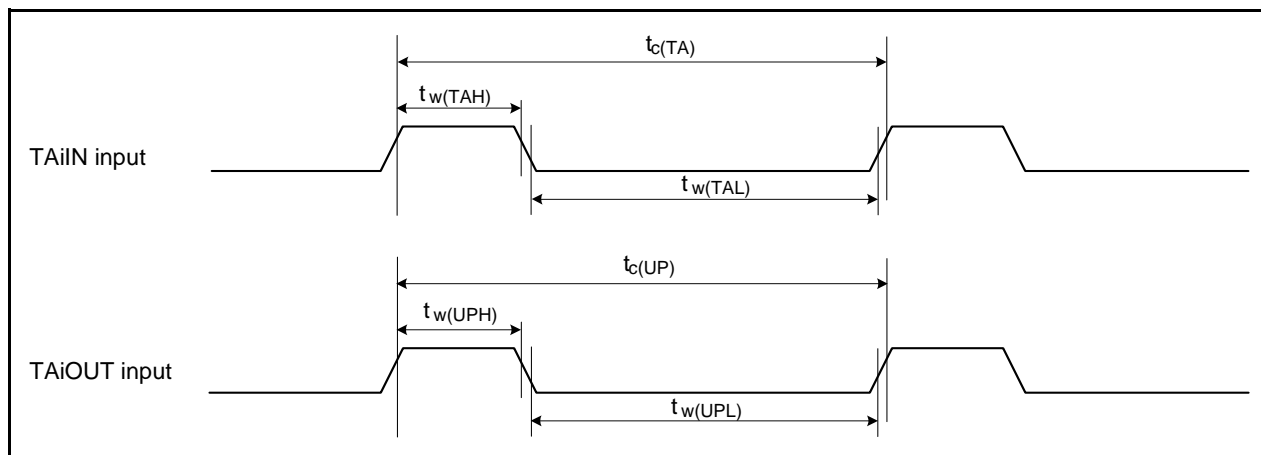 tc(TA)
tw(TAH)
TAiIN input
tw(TAL)
tc(UP)
tw(UPH)
TAiOUT input
tw(UPL)